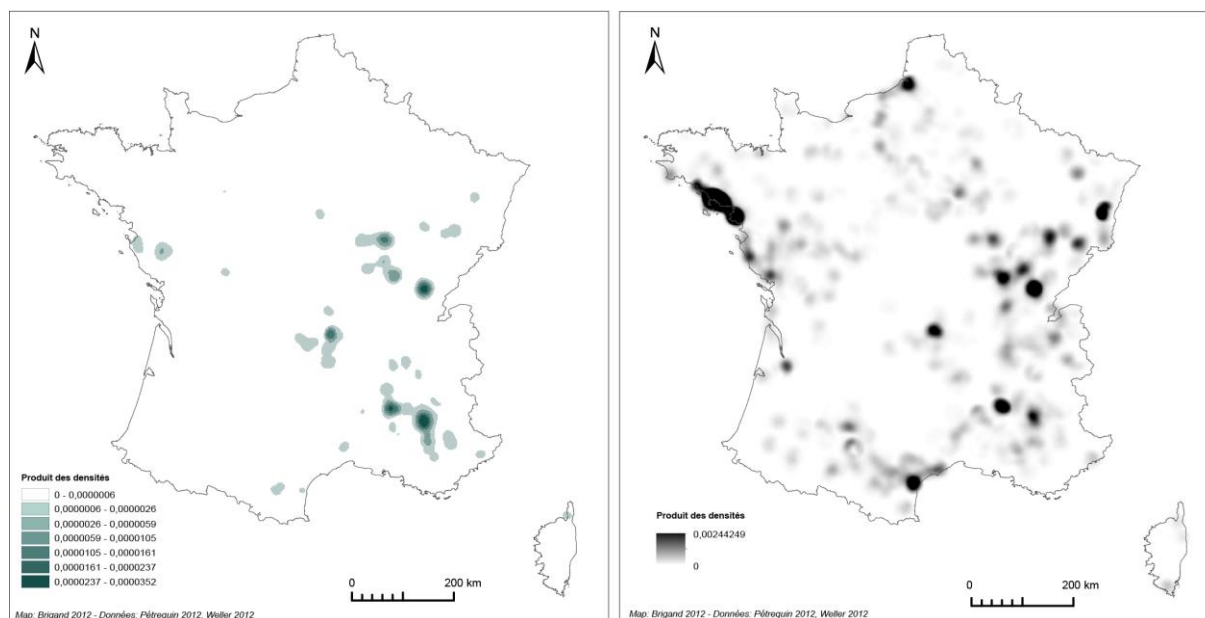 N
Produit des densités
0 - 0,0000006
0,0000006 - 0,0000026
0,0000026 - 0,0000059
0,0000059 - 0,0000105
0,0000105 - 0,0000161
0,0000161 - 0,0000237
0,0000237 - 0,0000352
0 200 km
Map: Brigand 2012 - Données: Pétrequin 2012, Weller 2012
N
Produit des densités
0,00244249
0
0 200 km
Map: Brigand 2012 - Données: Pétrequin 2012, Weller 2012